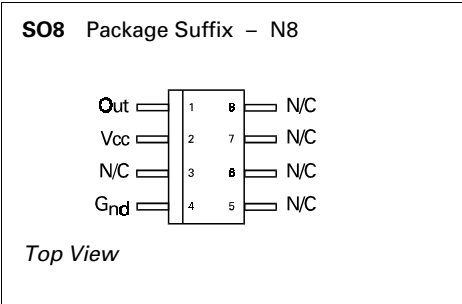 SO8 Package Suffix – N8
Out 1 8 N/C
Vcc 2 7 N/C
N/C 3 6 N/C
Gnd 4 5 N/C
Top View